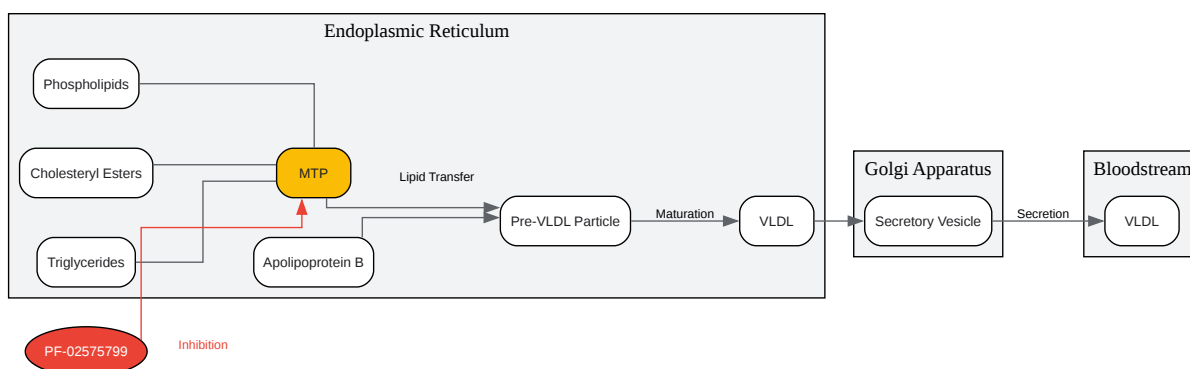 Endoplasmic Reticulum
Phospholipids
Cholesteryl Esters
MTP
Lipid Transfer
Triglycerides
Apolipoprotein B
Pre-VLDL Particle
Maturation
VLDL
Golgi Apparatus
Secretory Vesicle
Secretion
Bloodstream
VLDL
PF-02575799
Inhibition